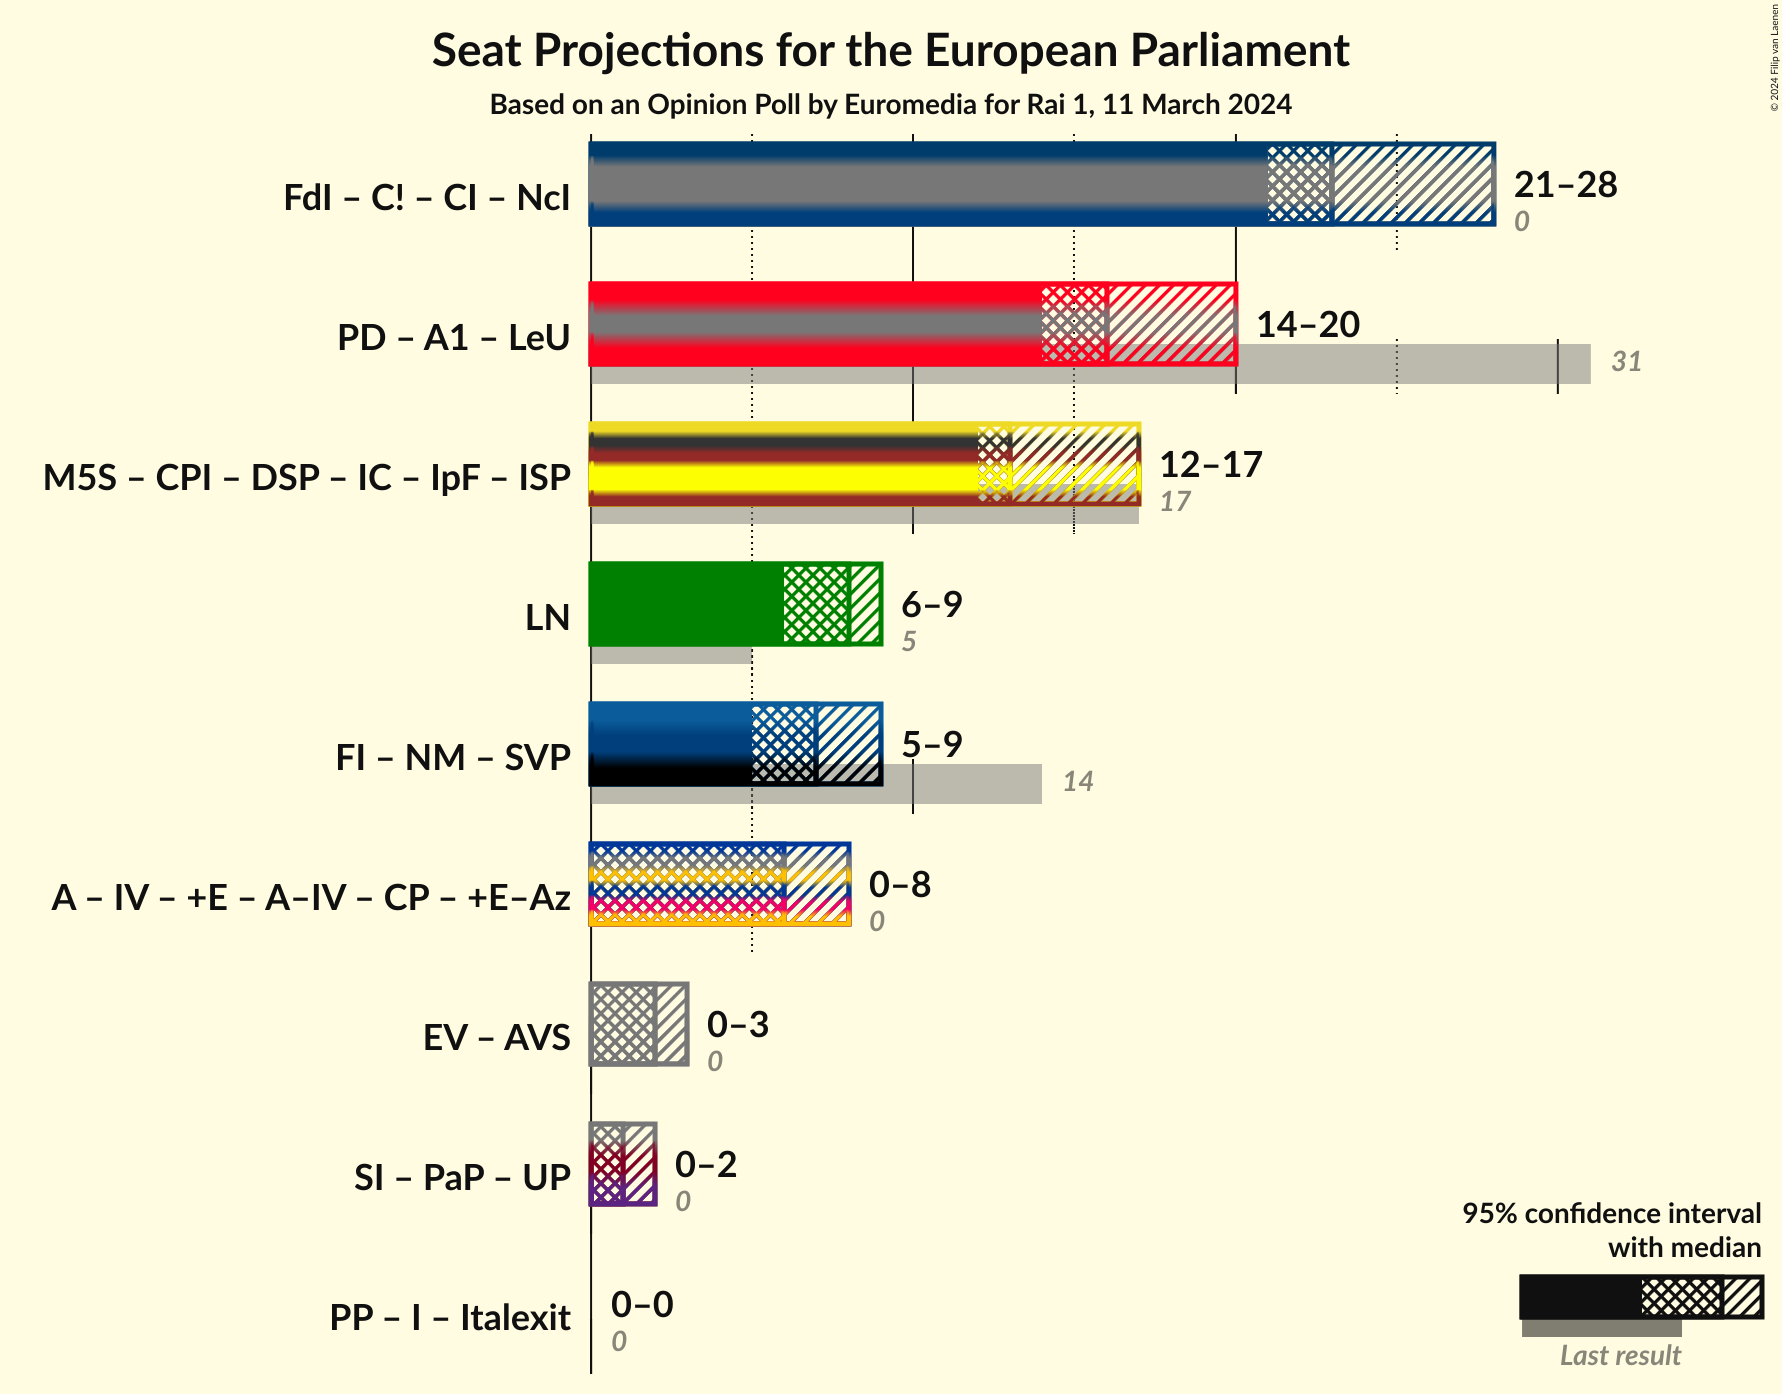 Seat Projections for the European Parliament
Based on an Opinion Poll by Euromedia for Rai 1, 11 March 2024
© 2024 Filip van Laenen
FdI – C! – CI – NcI
21–28
0
PD – A1 – LeU
14–20
31
M5S – CPI – DSP – IC – IpF – ISP
12–17
17
LN
6–9
5
FI – NM – SVP
5–9
14
A – IV – +E – A–IV – CP – +E–Az
0–8
0
EV – AVS
0–3
0
SI – PaP – UP
0–2
0
PP – I – Italexit
0–0
0
95% confidence interval
with median
Last result